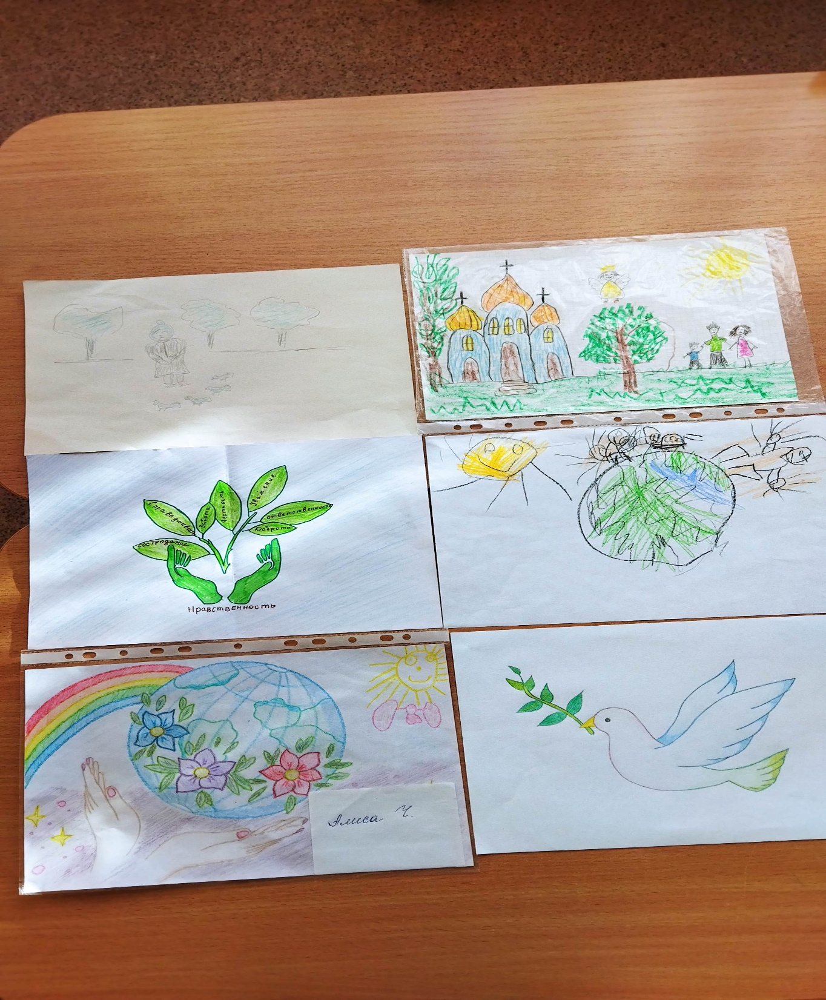 Справедливость
Забота
Честность
Уважение
ответственность
Доброта
сострадание
Нравственность
Алиса Ч.